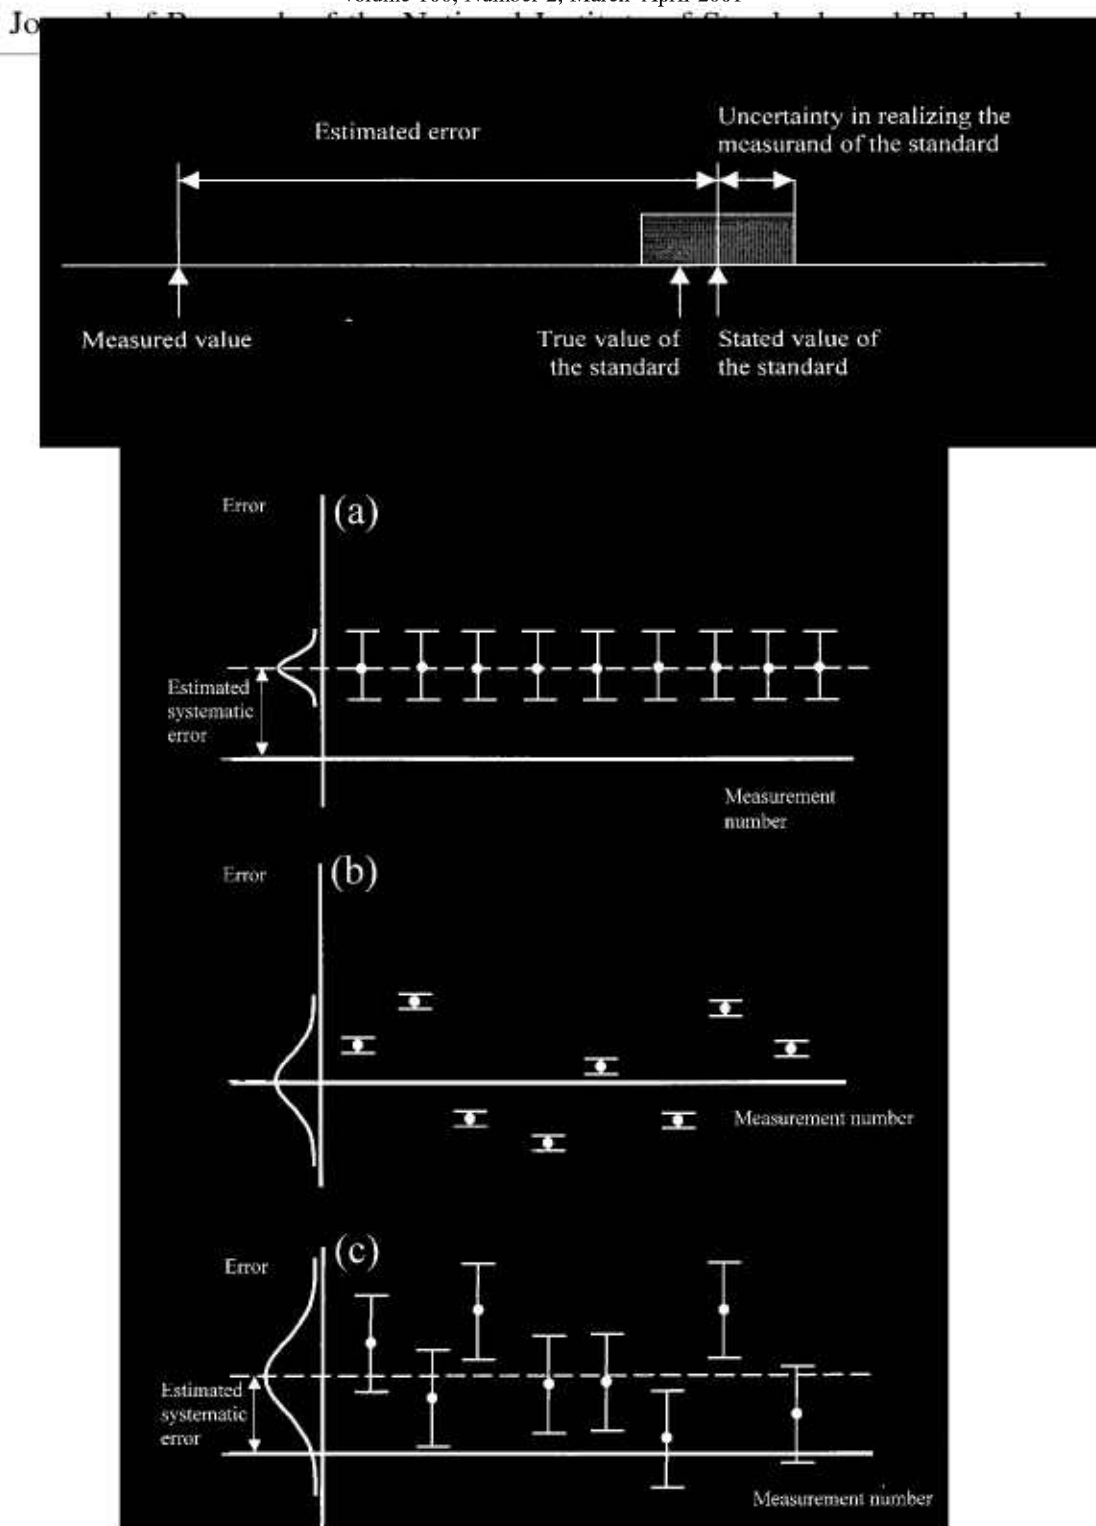 Estimated error
Uncertainty in realizing the
measurand of the standard
Measured value
True value of
the standard
Stated value of
the standard
Error
(a)
Estimated
systematic
error
Measurement
number
Error
(b)
Measurement number
Error
(c)
Estimated
systematic
error
Measurement number